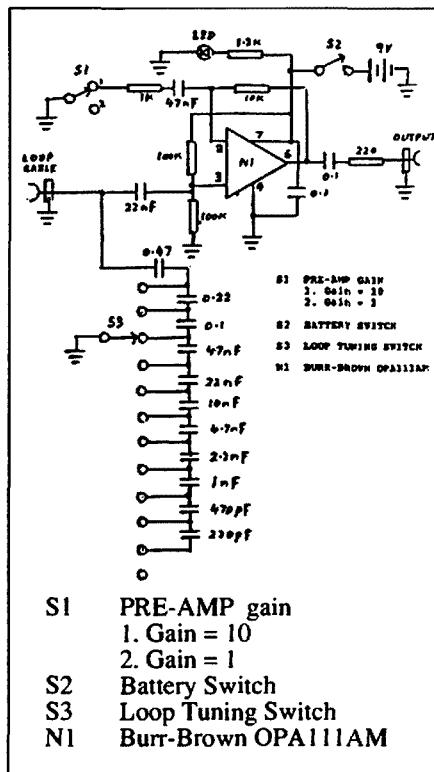 LED
3.3K
S2
9V
S1
1
2
1K
47nF
10K
100K
7
2
N1
6
3
4
OUTPUT
0.1
220
0.1
LOOP
CABLE
22nF
100K
0.47
S1 PRE-AMP GAIN
1. Gain = 10
2. Gain = 1
S2 BATTERY SWITCH
S3 LOOP TUNING SWITCH
N1 BURR-BROWN OPA111AM
0.22
0.1
S3
47nF
22nF
10nF
4.7nF
2.2nF
1nF
470pF
220pF
S1 PRE-AMP gain
1. Gain = 10
2. Gain = 1
S2 Battery Switch
S3 Loop Tuning Switch
N1 Burr-Brown OPA111AM